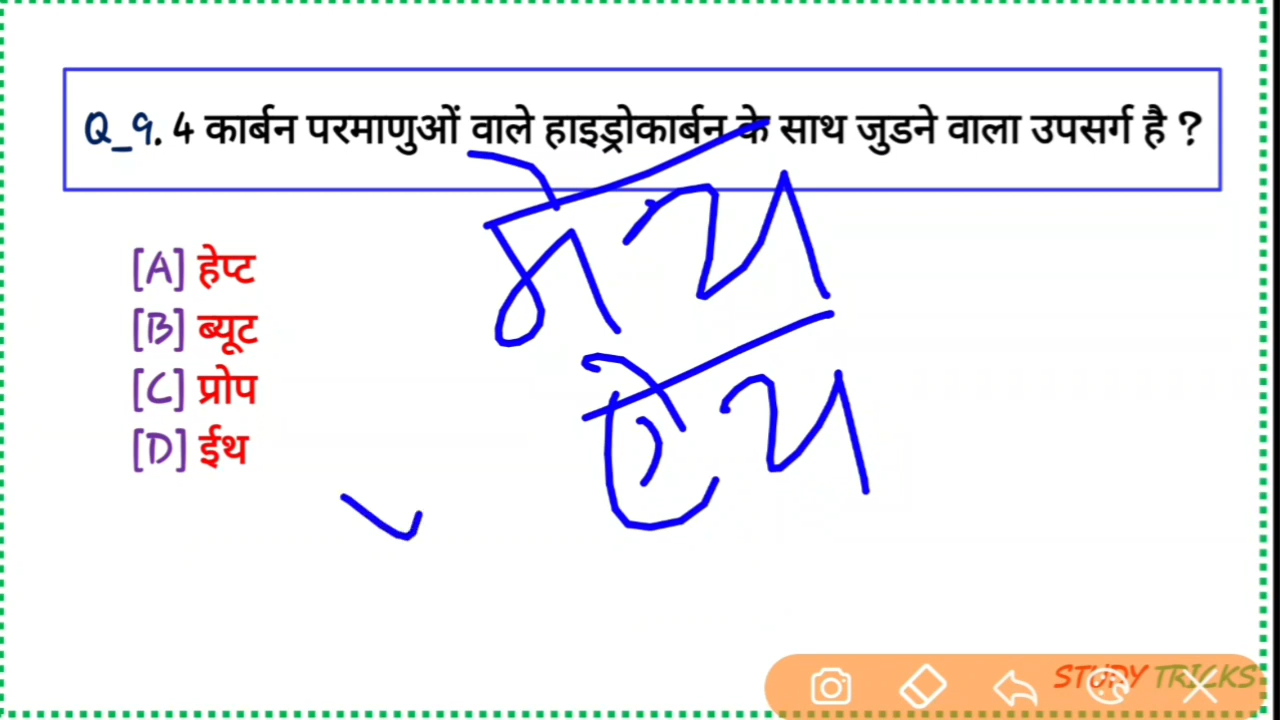 Q_9. 4 कार्बन परमाणुओं वाले हाइड्रोकार्बन के साथ जुडने वाला उपसर्ग है ?
[A] हेप्ट
[B] ब्यूट
[C] प्रोप
[D] ईथ
STUDY TRICKS